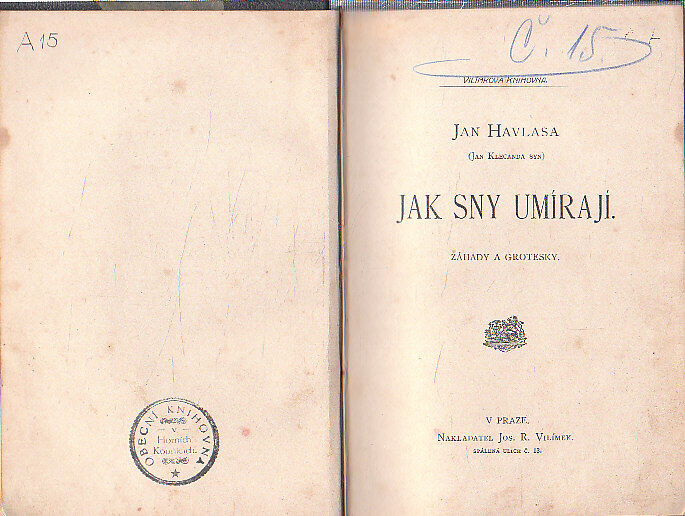 A 15
OBECNÍ KNIHOVNA
V
Horních
Kounicích.
Č. 15.
VILÍMKOVA KNIHOVNA.
JAN HAVLASA
(JAN KLECANDA SYN)
JAK SNY UMÍRAJÍ.
ZÁHADY A GROTESKY.
V PRAZE.
NAKLADATEL JOS. R. VILÍMEK.
SPÁLENÁ ULICE Č. 13.